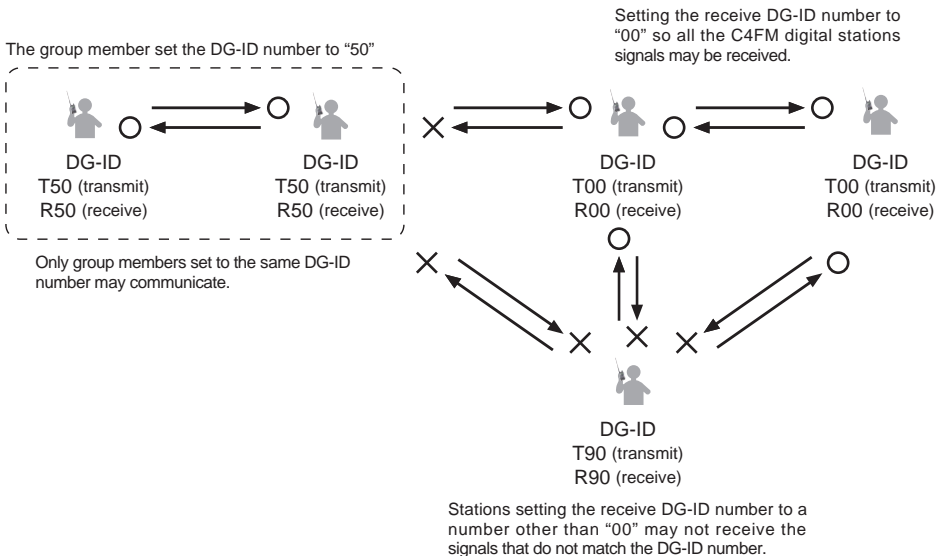 Setting the receive DG-ID number to
“00” so all the C4FM digital stations
signals may be received.
The group member set the DG-ID number to “50”
DG-ID
T50 (transmit)
R50 (receive)
DG-ID
T50 (transmit)
R50 (receive)
DG-ID
T00 (transmit)
R00 (receive)
DG-ID
T00 (transmit)
R00 (receive)
Only group members set to the same DG-ID
number may communicate.
DG-ID
T90 (transmit)
R90 (receive)
Stations setting the receive DG-ID number to a
number other than “00” may not receive the
signals that do not match the DG-ID number.